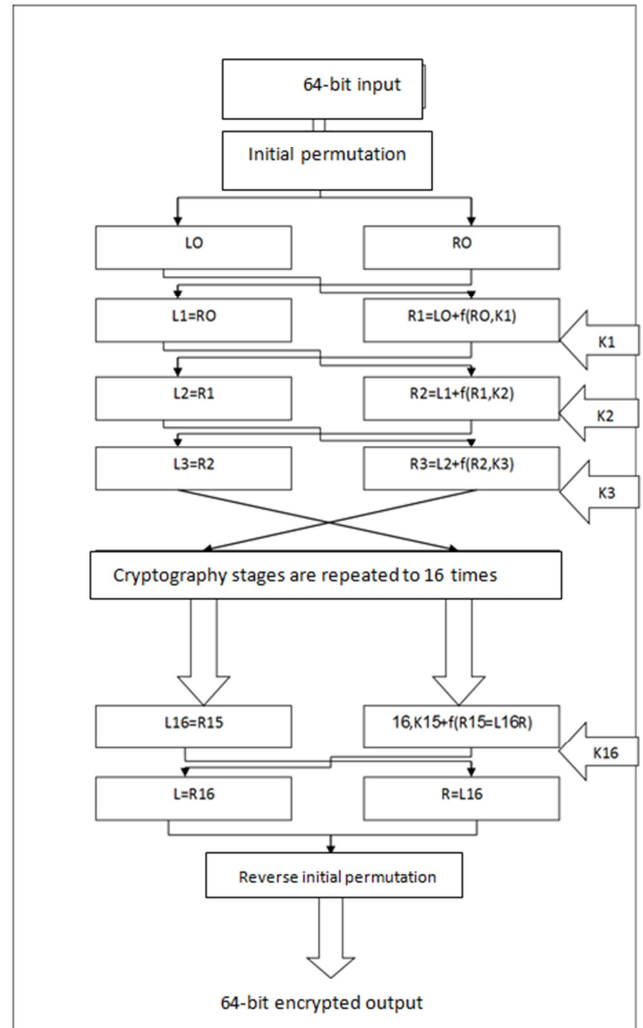 64-bit input
Initial permutation
LO
RO
L1=RO
R1=LO+f(RO,K1)
K1
L2=R1
R2=L1+f(R1,K2)
K2
L3=R2
R3=L2+f(R2,K3)
K3
Cryptography stages are repeated to 16 times
L16=R15
16,K15+f(R15=L16R)
K16
L=R16
R=L16
Reverse initial permutation
64-bit encrypted output